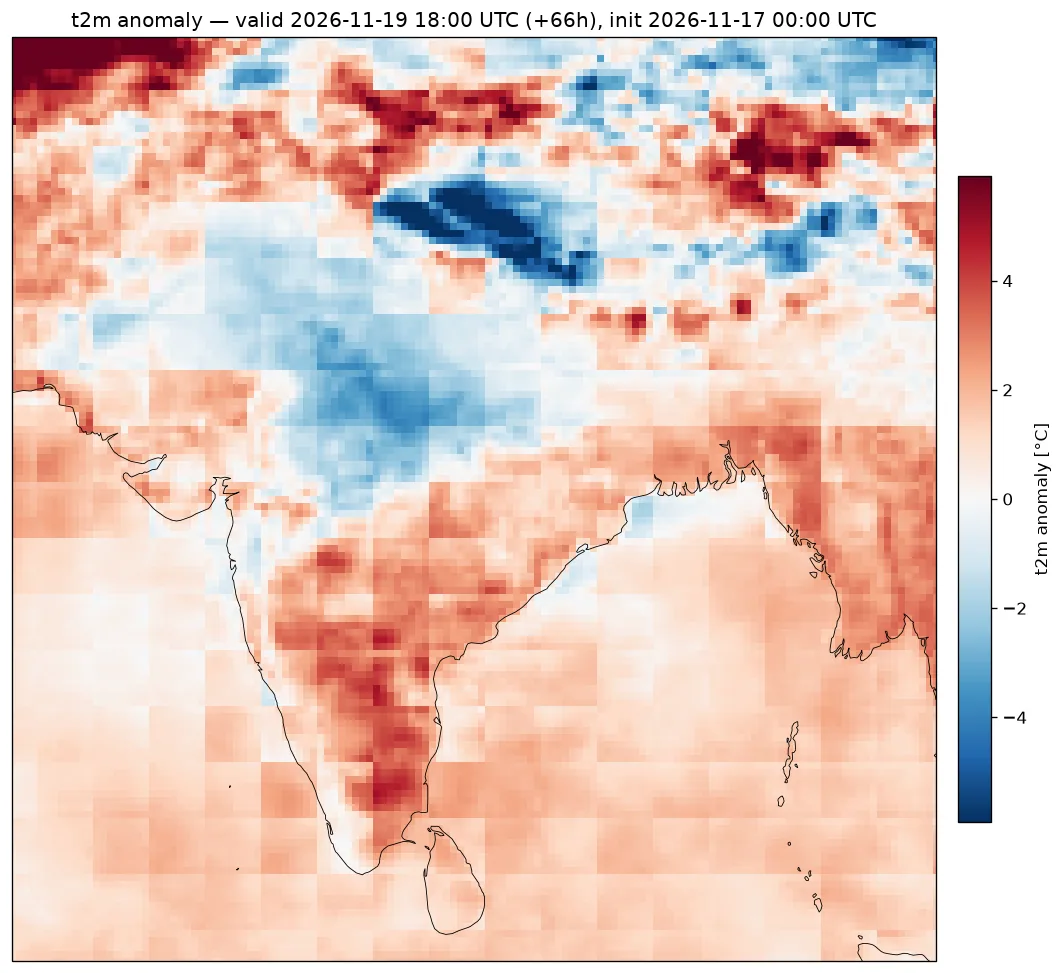 t2m anomaly — valid 2026-11-19 18:00 UTC (+66h), init 2026-11-17 00:00 UTC
4
2
0
−2
−4
t2m anomaly [°C]